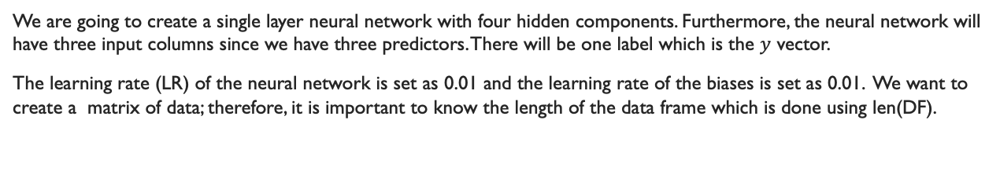 We are going to create a single layer neural network with four hidden components. Furthermore, the neural network will
have three input columns since we have three predictors. There will be one label which is the y vector.
The learning rate (LR) of the neural network is set as 0.01 and the learning rate of the biases is set as 0.01. We want to
create a matrix of data; therefore, it is important to know the length of the data frame which is done using len(DF).